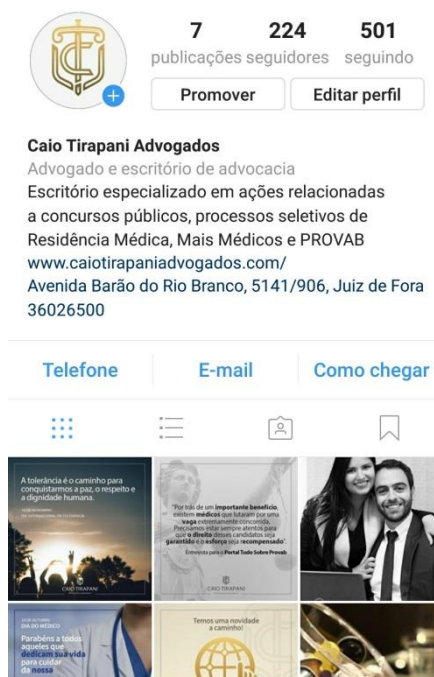 7 224 501
publicações seguidores seguindo
Promover Editar perfil
Caio Tirapani Advogados
Advogado e escritório de advocacia
Escritório especializado em ações relacionadas
a concursos públicos, processos seletivos de
Residência Médica, Mais Médicos e PROVAB
www.caiotirapaniadvogados.com/
Avenida Barão do Rio Branco, 5141/906, Juiz de Fora
36026500
Telefone E-mail Como chegar
A tolerância é o caminho para
conquistarmos a paz, o respeito e
a dignidade humana.
CAIO TIRAPANI
"Por trás de um importante benefício,
existem médicos que lutaram por uma
vaga extremamente concorrida.
Precisamos estar sempre atentos para
que o direito desses candidatos seja
garantido e o esforço seja recompensado".
Entrevista para o Portal Tudo Sobre Provab
CAIO TIRAPANI
DIA DO MÉDICO
Parabéns a todos
aqueles que
dedicam sua vida
para cuidar
da nossa
Temos uma novidade
a caminho!